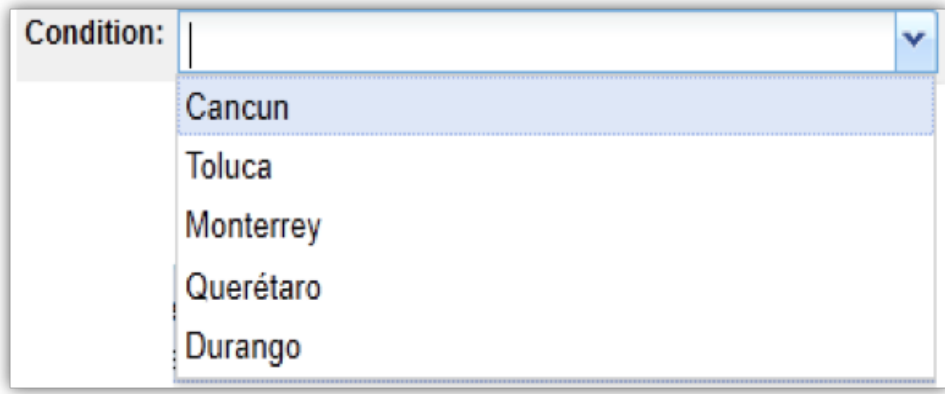 Condition:
Cancun
Toluca
Monterrey
Querétaro
Durango